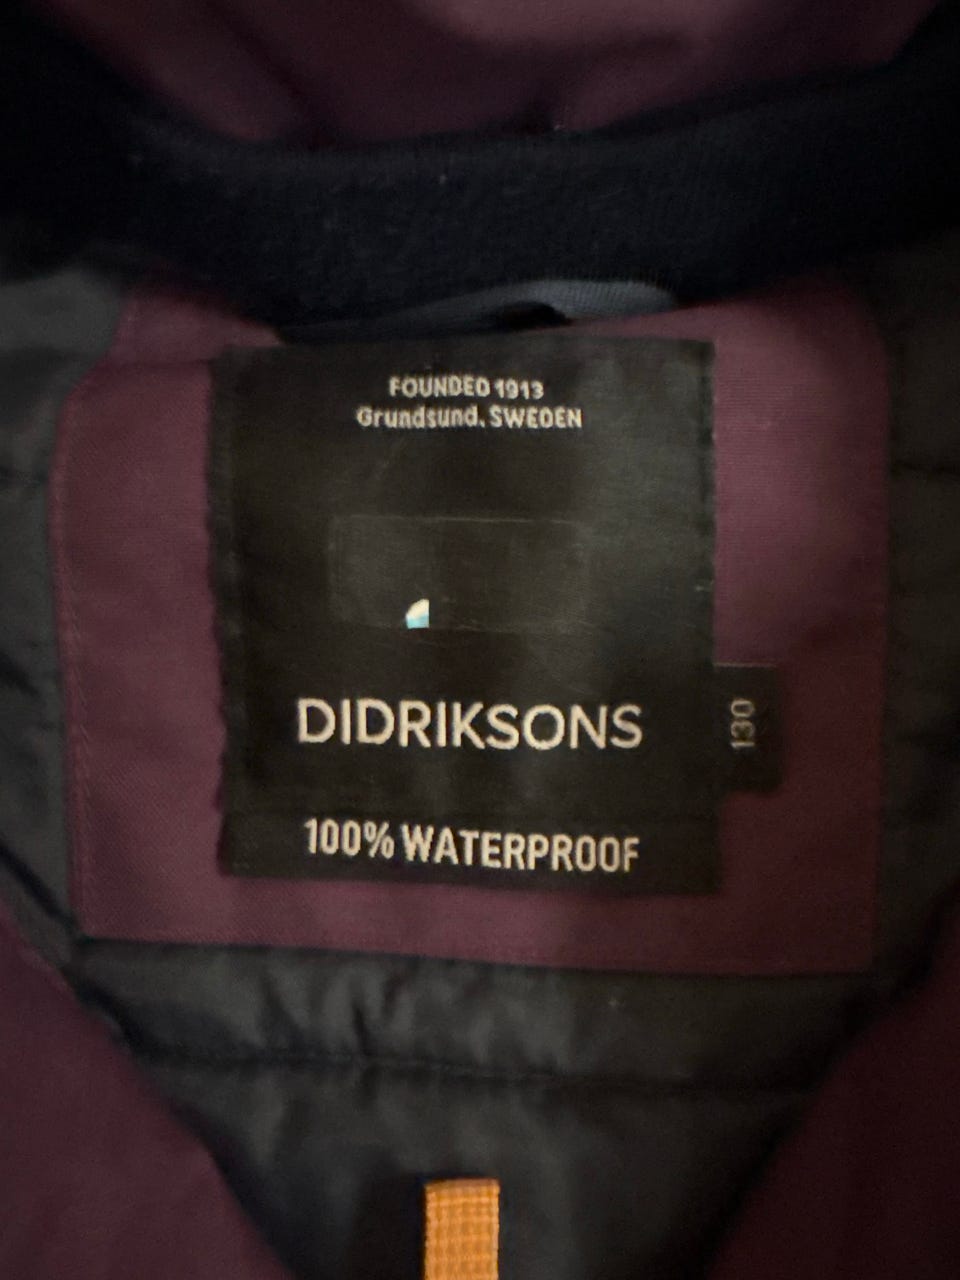 FOUNDED 1913
Grundsund, SWEDEN
DIDRIKSONS
130
100% WATERPROOF